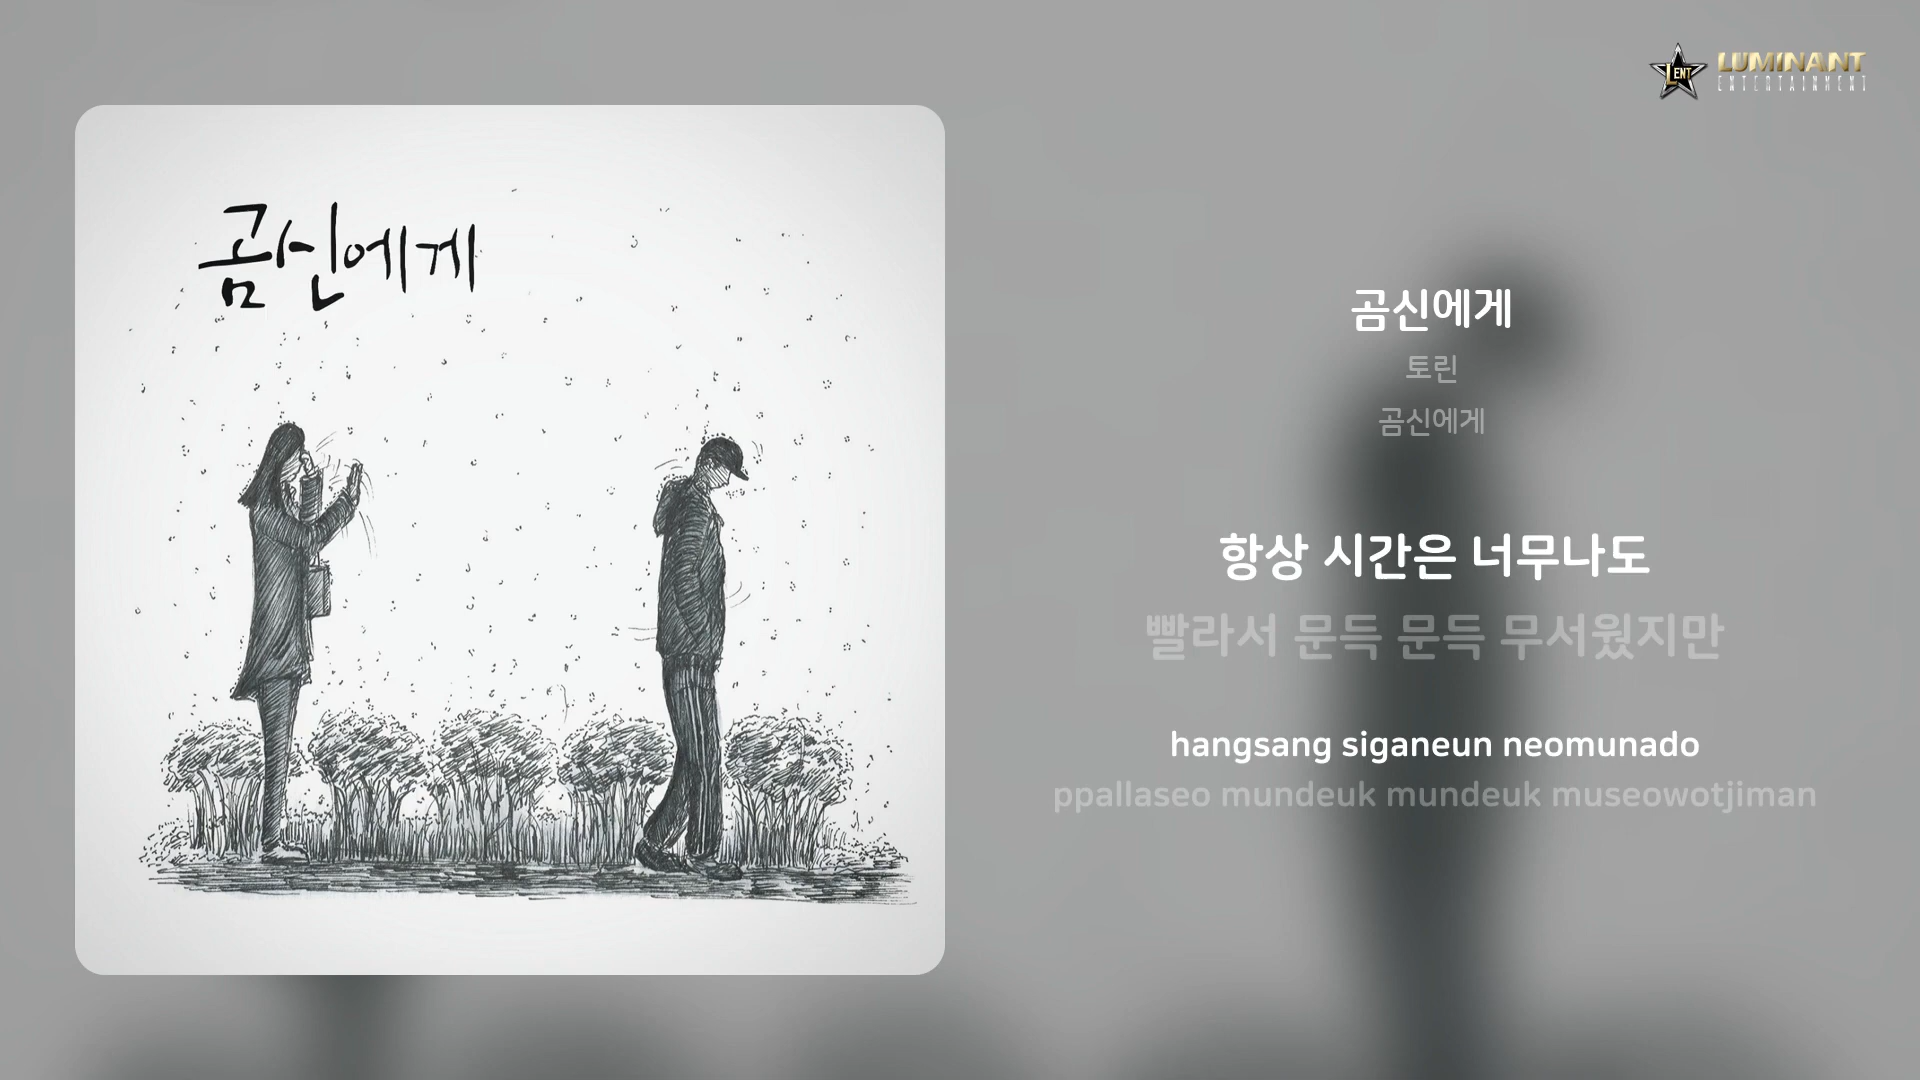 LENT
LUMINANT
ENTERTAINMENT
곰신에게
곰신에게
토린
곰신에게
항상 시간은 너무나도
빨라서 문득 문득 무서웠지만
hangsang siganeun neomunado
ppallaseo mundeuk mundeuk museowotjiman